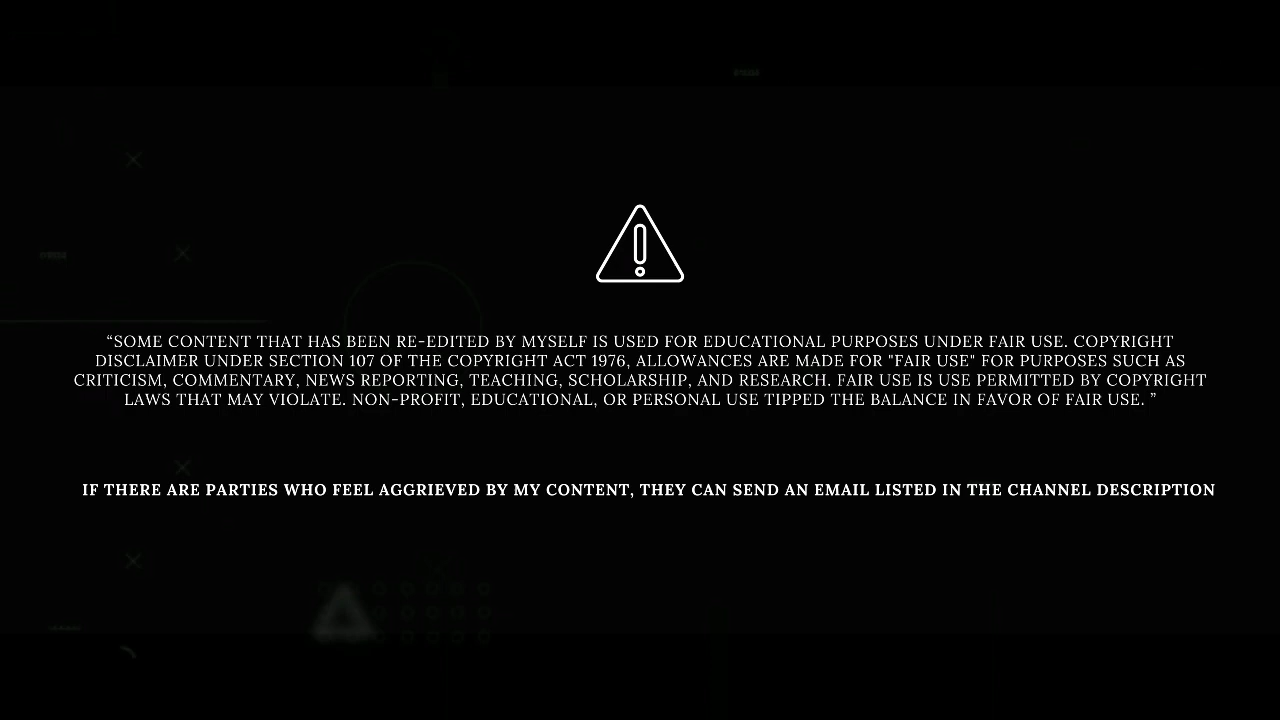 “SOME CONTENT THAT HAS BEEN RE-EDITED BY MYSELF IS USED FOR EDUCATIONAL PURPOSES UNDER FAIR USE. COPYRIGHT
DISCLAIMER UNDER SECTION 107 OF THE COPYRIGHT ACT 1976, ALLOWANCES ARE MADE FOR "FAIR USE" FOR PURPOSES SUCH AS
CRITICISM, COMMENTARY, NEWS REPORTING, TEACHING, SCHOLARSHIP, AND RESEARCH. FAIR USE IS USE PERMITTED BY COPYRIGHT
LAWS THAT MAY VIOLATE. NON-PROFIT, EDUCATIONAL, OR PERSONAL USE TIPPED THE BALANCE IN FAVOR OF FAIR USE. ”
IF THERE ARE PARTIES WHO FEEL AGGRIEVED BY MY CONTENT, THEY CAN SEND AN EMAIL LISTED IN THE CHANNEL DESCRIPTION